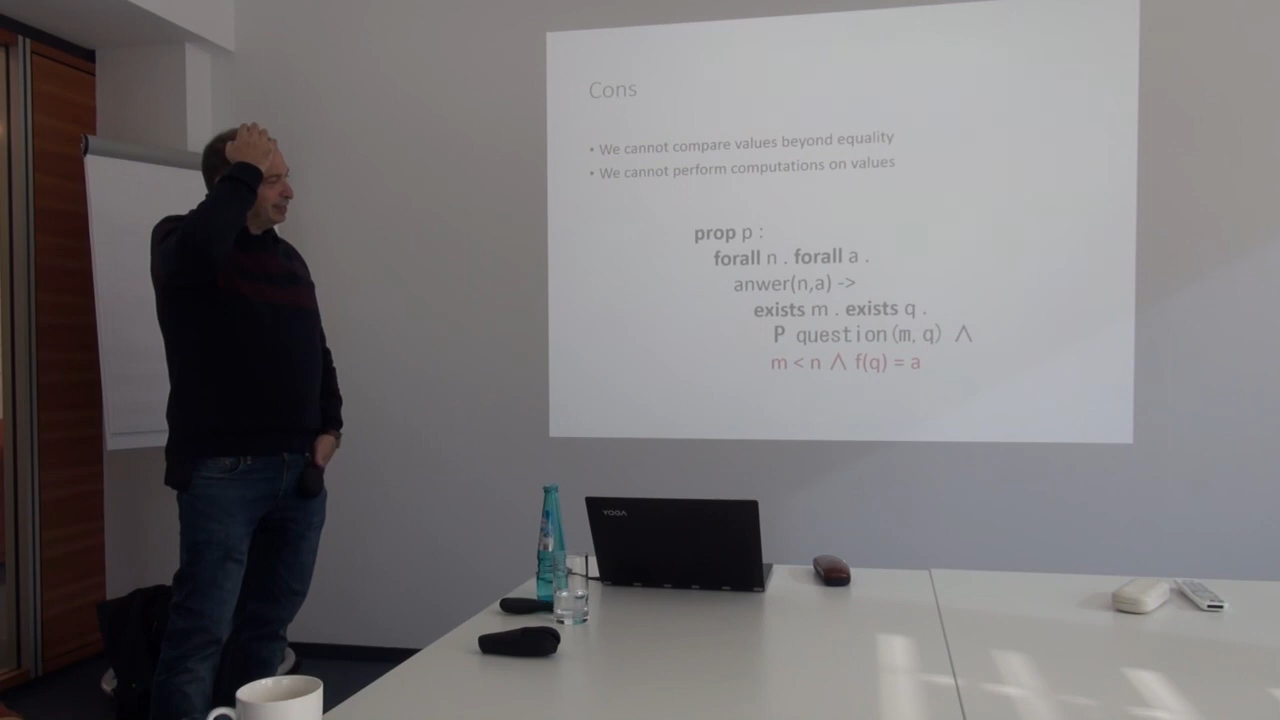 Cons
• We cannot compare values beyond equality
• We cannot perform computations on values
prop p :
forall n . forall a .
anwer(n,a) ->
exists m . exists q .
P question(m, q) ∧
m < n ∧ f(q) = a
YOGA